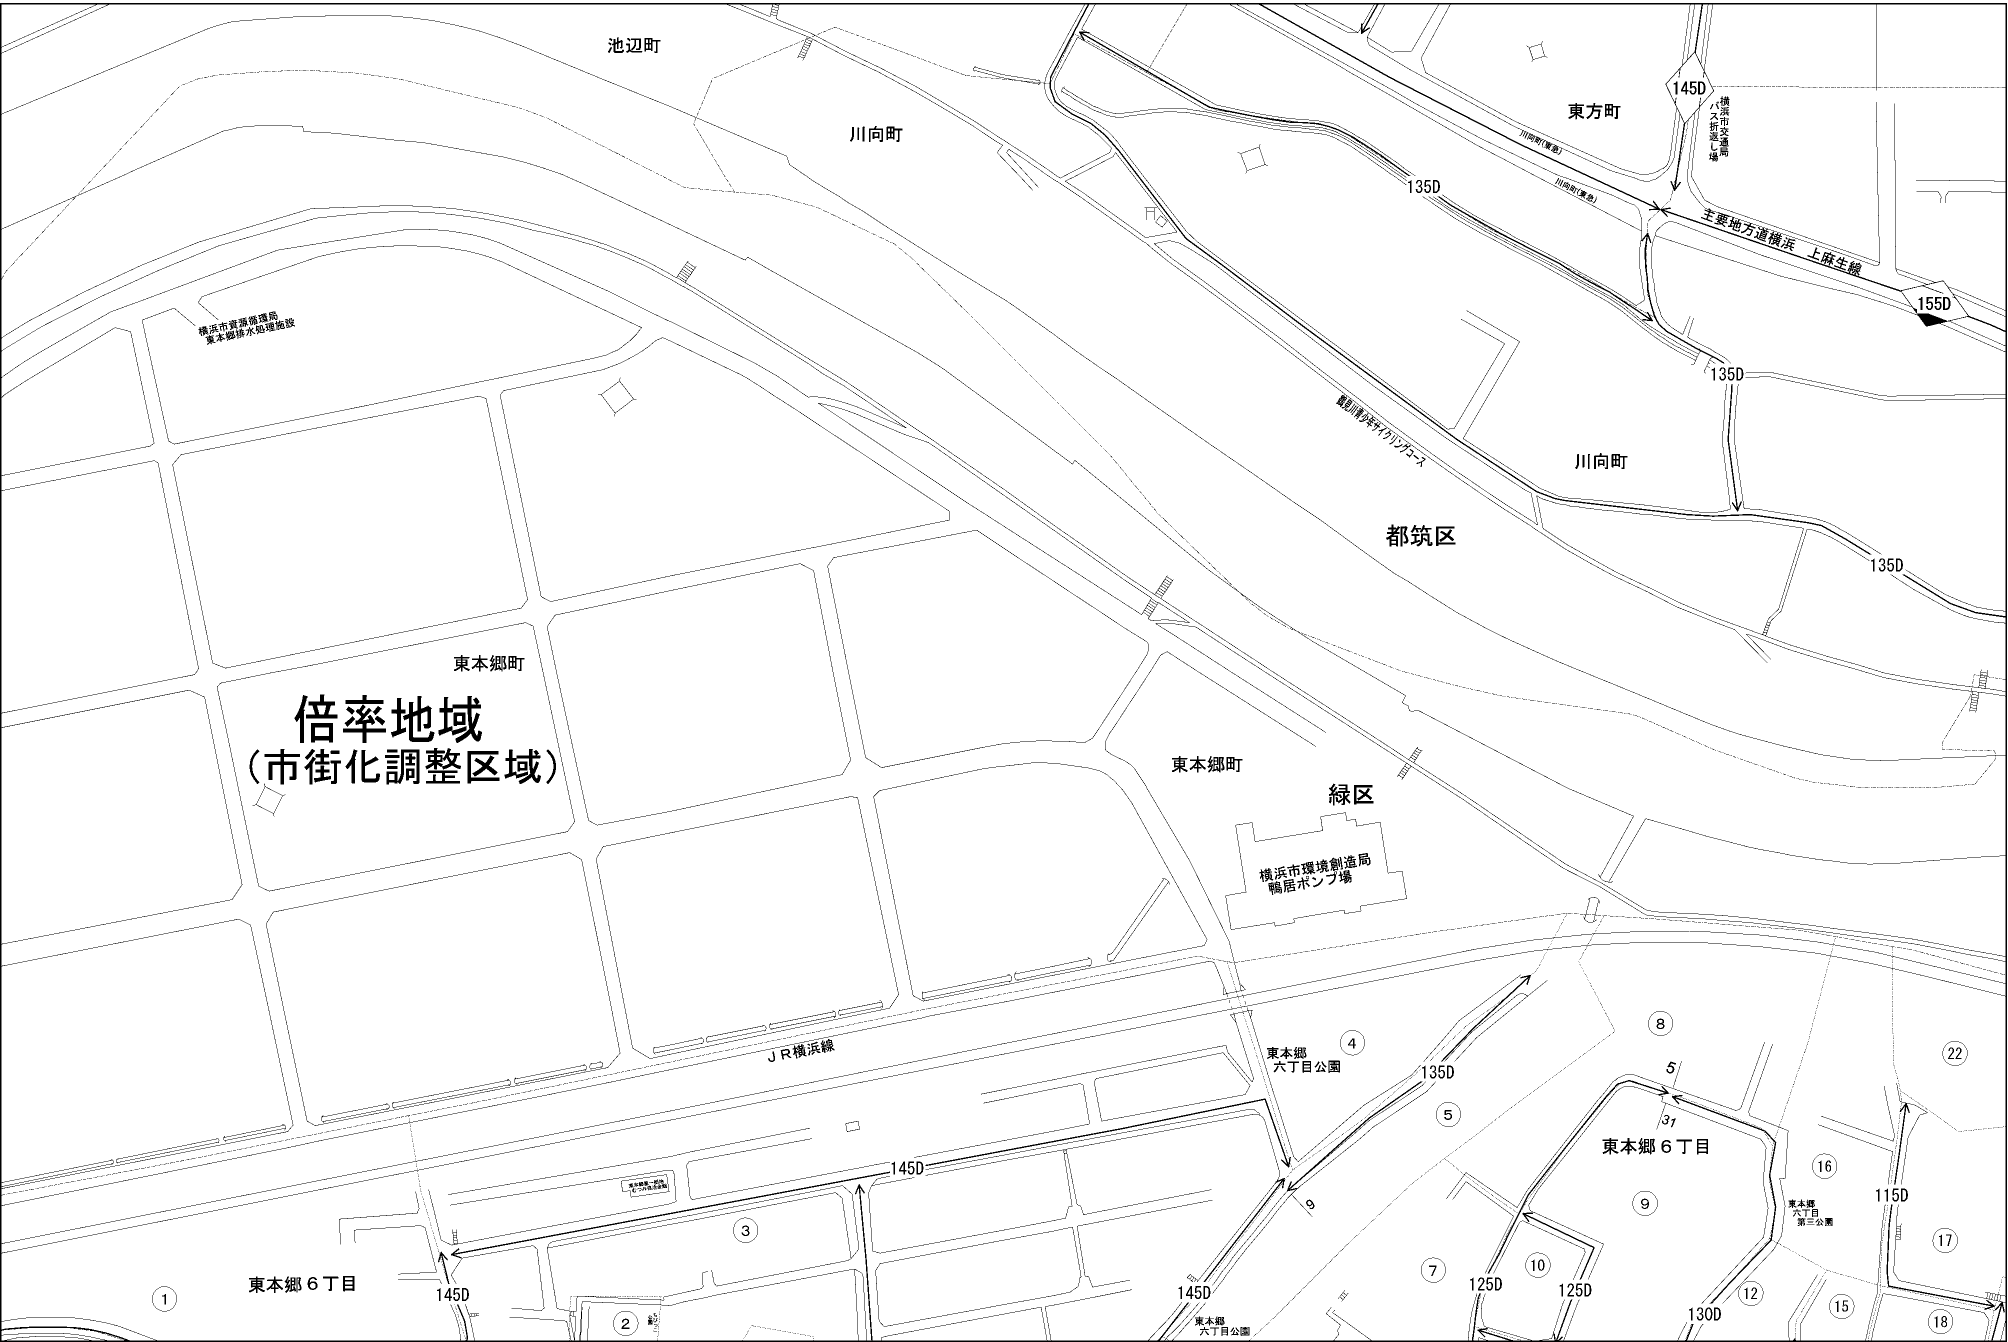 池辺町
川向町
東方町
145D
横浜市交通局
バス折返し場
川向町(東急)
川向町(東急)
135D
主要地方道横浜 上麻生線
155D
横浜市資源循環局
東本郷排水処理施設
135D
鶴見川青少年サイクリングコース
川向町
都筑区
135D
東本郷町
倍率地域
(市街化調整区域)
東本郷町
緑区
横浜市環境創造局
鴨居ポンプ場
JR横浜線
東本郷
六丁目公園
4
8
22
135D
5
5
31
東本郷6丁目
16
145D
9
9
115D
東本郷
六丁目
第三公園
3
17
東本郷6丁目
1
145D
145D
7
10
125D
125D
12
130D
15
18
2
東本郷
六丁目公園